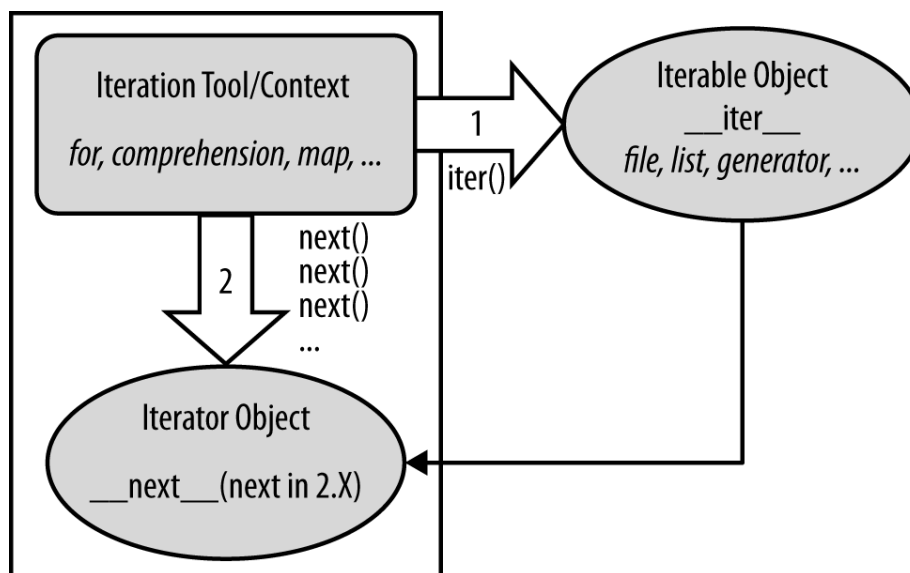 Iteration Tool/Context
for, comprehension, map, ...
1
iter()
Iterable Object
__iter__
file, list, generator, ...
2
next()
next()
next()
...
Iterator Object
__next__(next in 2.X)